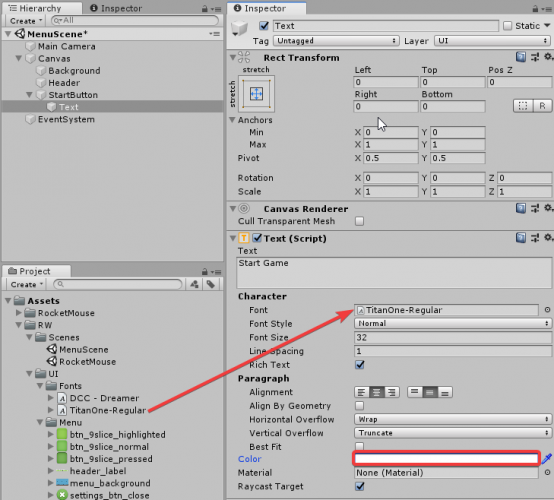 Hierarchy
Inspector
Create
All
MenuScene*
Main Camera
Canvas
Background
Header
StartButton
Text
EventSystem
Project
Create
Assets
RocketMouse
RW
Scenes
MenuScene
RocketMouse
UI
Fonts
DCC - Dreamer
TitanOne-Regular
Menu
btn_9slice_highlighted
btn_9slice_normal
btn_9slice_pressed
header_label
menu_background
settings_btn_close
Inspector
Text
Static
Tag Untagged Layer UI
Rect Transform
stretch
stretch
Left Top Pos Z
0 0 0
Right Bottom
0 0
R
Anchors
Min X 0 Y 0
Max X 1 Y 1
Pivot X 0.5 Y 0.5
Rotation X 0 Y 0 Z 0
Scale X 1 Y 1 Z 1
Canvas Renderer
Cull Transparent Mesh
Text (Script)
Text
Start Game
Character
Font TitanOne-Regular
Font Style Normal
Font Size 32
Line Spacing 1
Rich Text
Paragraph
Alignment
Align By Geometry
Horizontal Overflow Wrap
Vertical Overflow Truncate
Best Fit
Color
Material None (Material)
Raycast Target